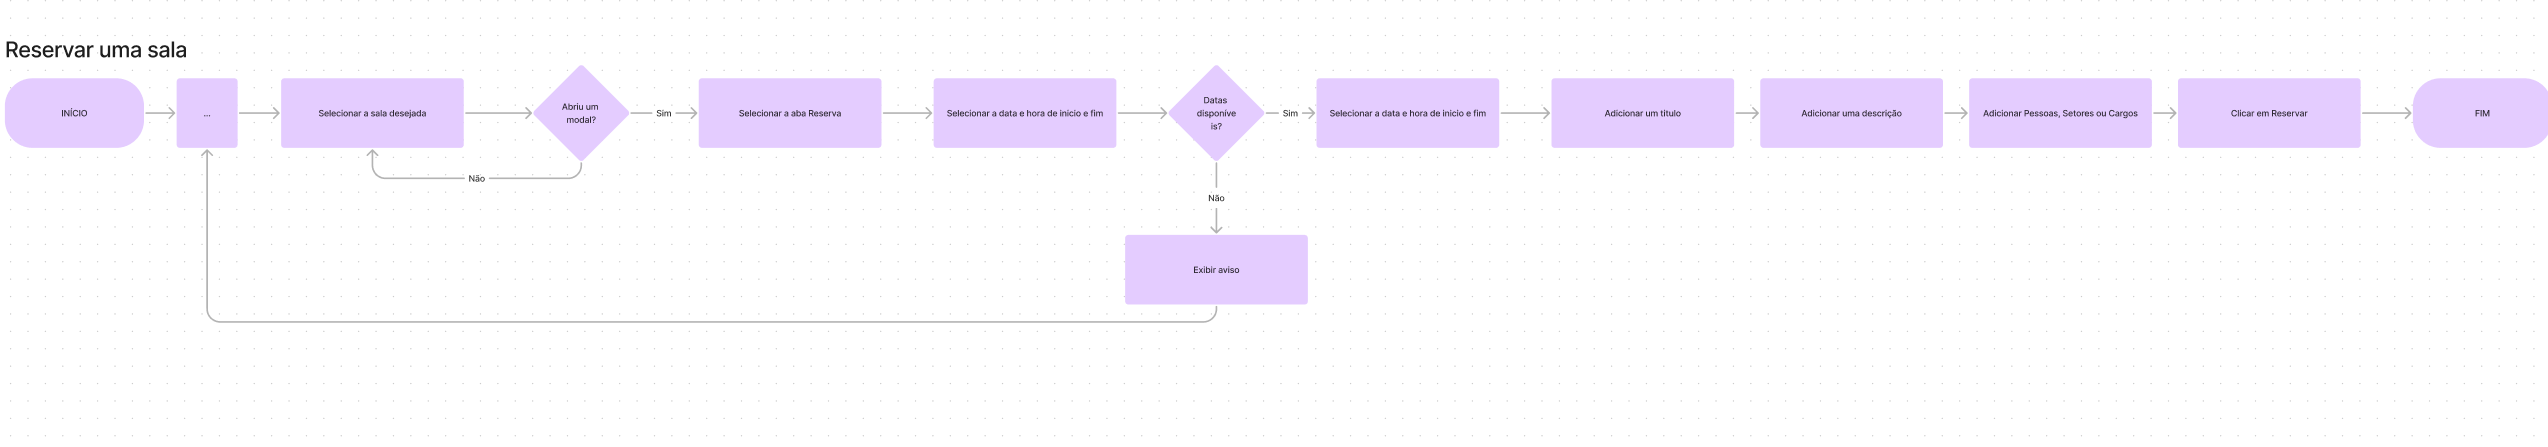 Reservar uma sala
INÍCIO
...
Selecionar a sala desejada
Abriu um
modal?
Sim
Selecionar a aba Reserva
Selecionar a data e hora de inicio e fim
Datas
disponíve
is?
Sim
Selecionar a data e hora de inicio e fim
Adicionar um título
Adicionar uma descrição
Adicionar Pessoas, Setores ou Cargos
Clicar em Reservar
FIM
Não
Não
Exibir aviso